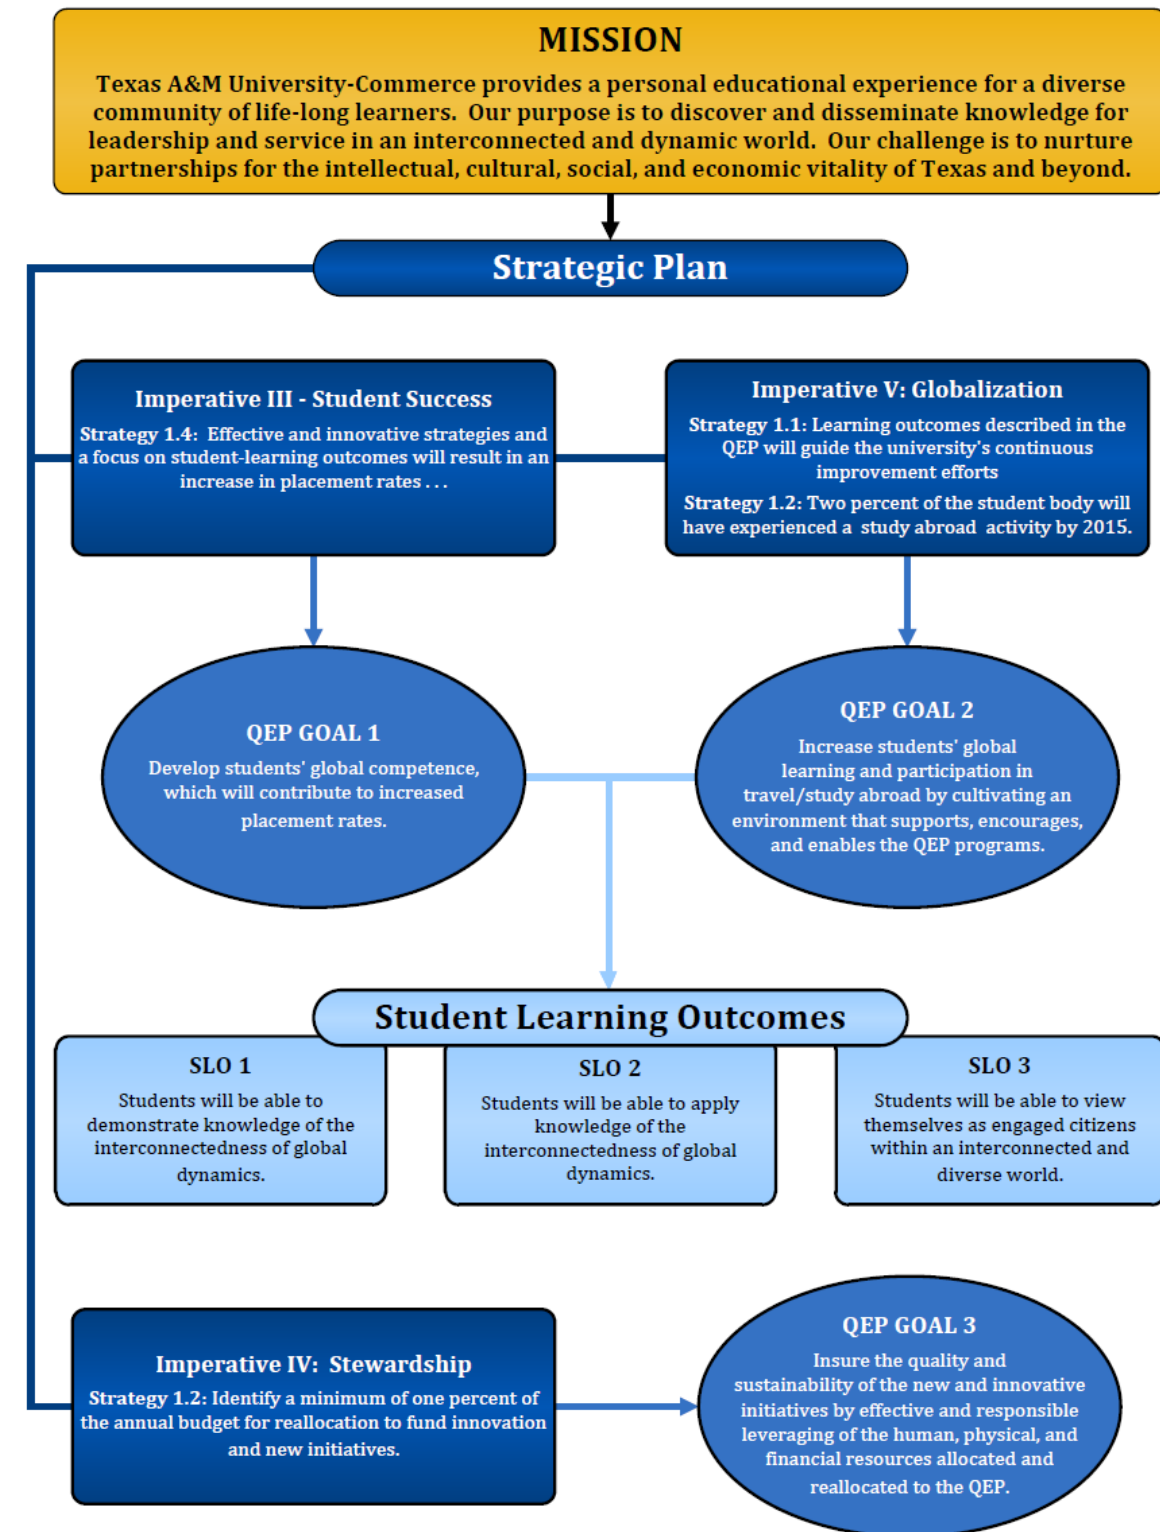 MISSION
Texas A&M University-Commerce provides a personal educational experience for a diverse
community of life-long learners.  Our purpose is to discover and disseminate knowledge for
leadership and service in an interconnected and dynamic world.  Our challenge is to nurture
partnerships for the intellectual, cultural, social, and economic vitality of Texas and beyond.
Strategic Plan
Imperative III - Student Success
Strategy 1.4:  Effective and innovative strategies and
a focus on student-learning outcomes will result in an
increase in placement rates . . .
Imperative V: Globalization
Strategy 1.1: Learning outcomes described in the
QEP will guide the university's continuous
improvement efforts
Strategy 1.2: Two percent of the student body will
have experienced a  study abroad  activity by 2015.
QEP GOAL 1
Develop students' global competence,
which will contribute to increased
placement rates.
QEP GOAL 2
Increase students' global
learning and participation in
travel/study abroad by cultivating an
environment that supports, encourages,
and enables the QEP programs.
Student Learning Outcomes
SLO 1
Students will be able to
demonstrate knowledge of the
interconnectedness of global
dynamics.
SLO 2
Students will be able to apply
knowledge of the
interconnectedness of global
dynamics.
SLO 3
Students will be able to view
themselves as engaged citizens
within an interconnected and
diverse world.
Imperative IV:  Stewardship
Strategy 1.2: Identify a minimum of one percent of
the annual budget for reallocation to fund innovation
and new initiatives.
QEP GOAL 3
Insure the quality and
sustainability of the new and innovative
initiatives by effective and responsible
leveraging of the human, physical, and
financial resources allocated and
reallocated to the QEP.